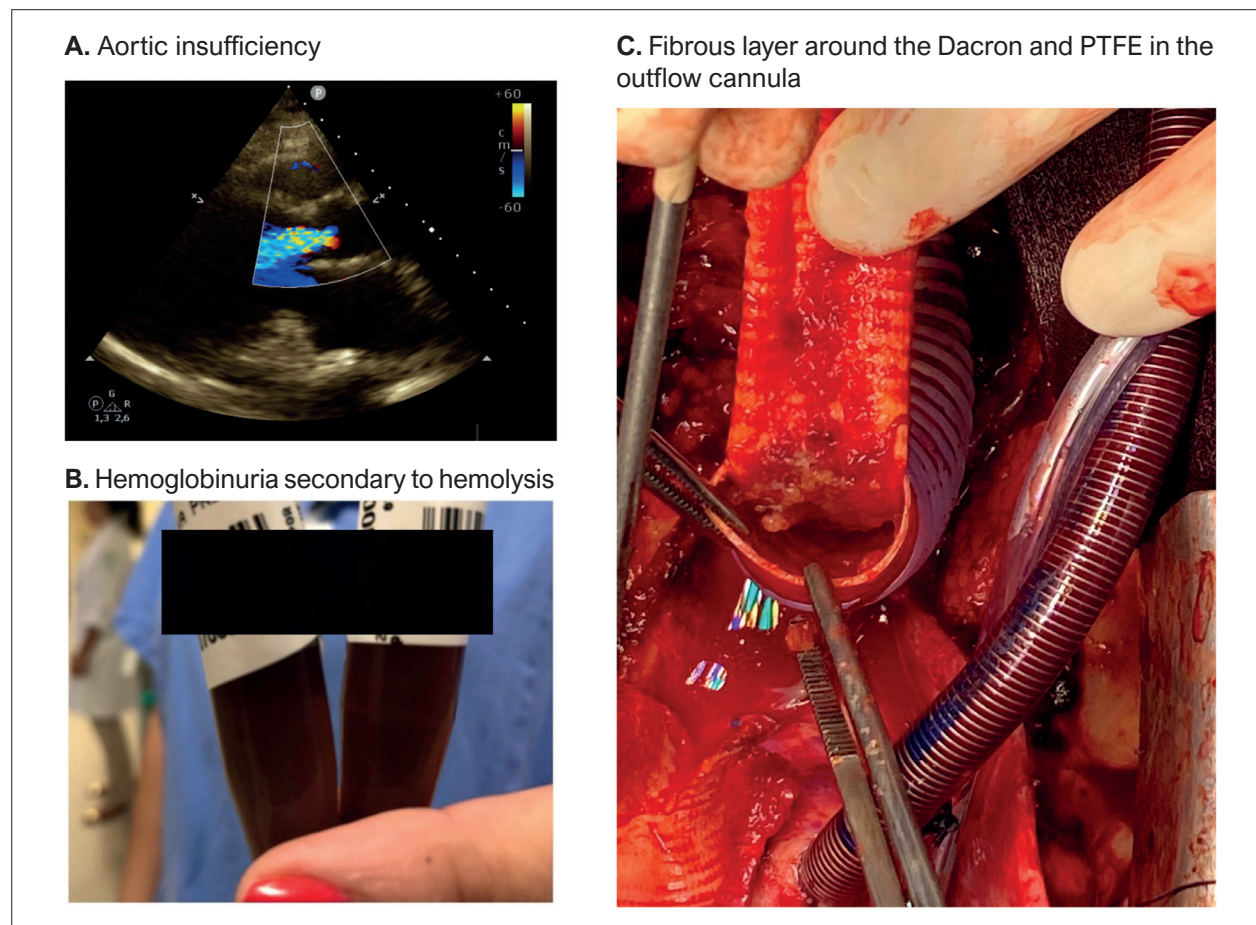 A. Aortic insufficiency
P
+60
c
m
/
s
-60
x
x
G
P
R
1,3 2,6
B. Hemoglobinuria secondary to hemolysis
C. Fibrous layer around the Dacron and PTFE in the
outflow cannula